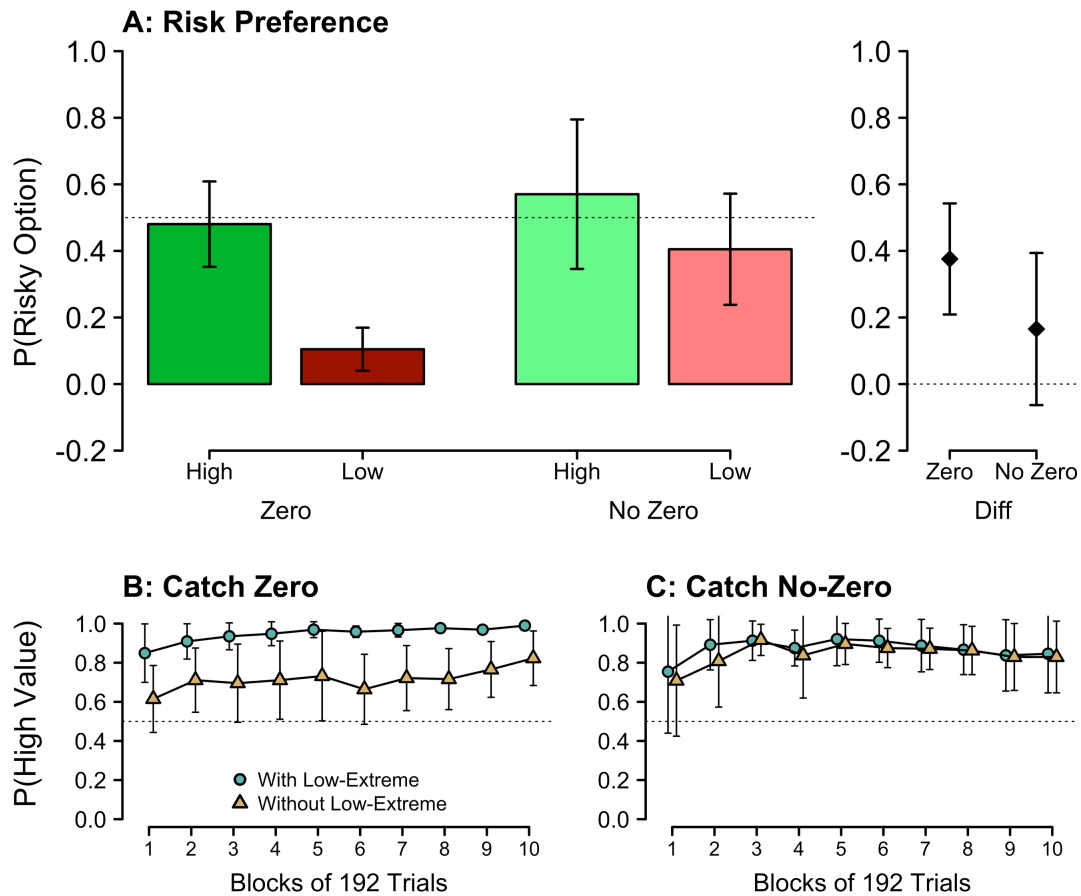 A: Risk Preference
P(Risky Option)
1.0
0.8
0.6
0.4
0.2
0.0
-0.2
High
Low
High
Low
Zero
No Zero
1.0
0.8
0.6
0.4
0.2
0.0
-0.2
Zero
No Zero
Diff
B: Catch Zero
P(High Value)
1.0
0.8
0.6
0.4
0.2
0.0
With Low-Extreme
Without Low-Extreme
1 2 3 4 5 6 7 8 9 10
Blocks of 192 Trials
C: Catch No-Zero
1.0
0.8
0.6
0.4
0.2
0.0
1 2 3 4 5 6 7 8 9 10
Blocks of 192 Trials